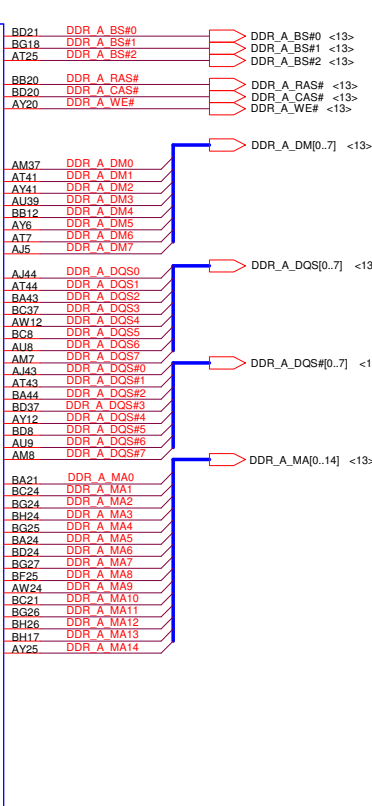 BD21 DDR_A_BS#0 DDR_A_BS#0 <13>
BG18 DDR_A_BS#1 DDR_A_BS#1 <13>
AT25 DDR_A_BS#2 DDR_A_BS#2 <13>
BB20 DDR_A_RAS# DDR_A_RAS# <13>
BD20 DDR_A_CAS# DDR_A_CAS# <13>
AY20 DDR_A_WE# DDR_A_WE# <13>
DDR_A_DM[0..7] <13>
AM37 DDR_A_DM0
AT41 DDR_A_DM1
AY41 DDR_A_DM2
AU39 DDR_A_DM3
BB12 DDR_A_DM4
AY6 DDR_A_DM5
AT7 DDR_A_DM6
AJ5 DDR_A_DM7
DDR_A_DQS[0..7] <13
AJ44 DDR_A_DQS0
AT44 DDR_A_DQS1
BA43 DDR_A_DQS2
BC37 DDR_A_DQS3
AW12 DDR_A_DQS4
BC8 DDR_A_DQS5
AU8 DDR_A_DQS6
AM7 DDR_A_DQS7
DDR_A_DQS#[0..7] <1
AJ43 DDR_A_DQS#0
AT43 DDR_A_DQS#1
BA44 DDR_A_DQS#2
BD37 DDR_A_DQS#3
AY12 DDR_A_DQS#4
BD8 DDR_A_DQS#5
AU9 DDR_A_DQS#6
AM8 DDR_A_DQS#7
DDR_A_MA[0..14] <13>
BA21 DDR_A_MA0
BC24 DDR_A_MA1
BG24 DDR_A_MA2
BH24 DDR_A_MA3
BG25 DDR_A_MA4
BA24 DDR_A_MA5
BD24 DDR_A_MA6
BG27 DDR_A_MA7
BF25 DDR_A_MA8
AW24 DDR_A_MA9
BC21 DDR_A_MA10
BG26 DDR_A_MA11
BH26 DDR_A_MA12
BH17 DDR_A_MA13
AY25 DDR_A_MA14